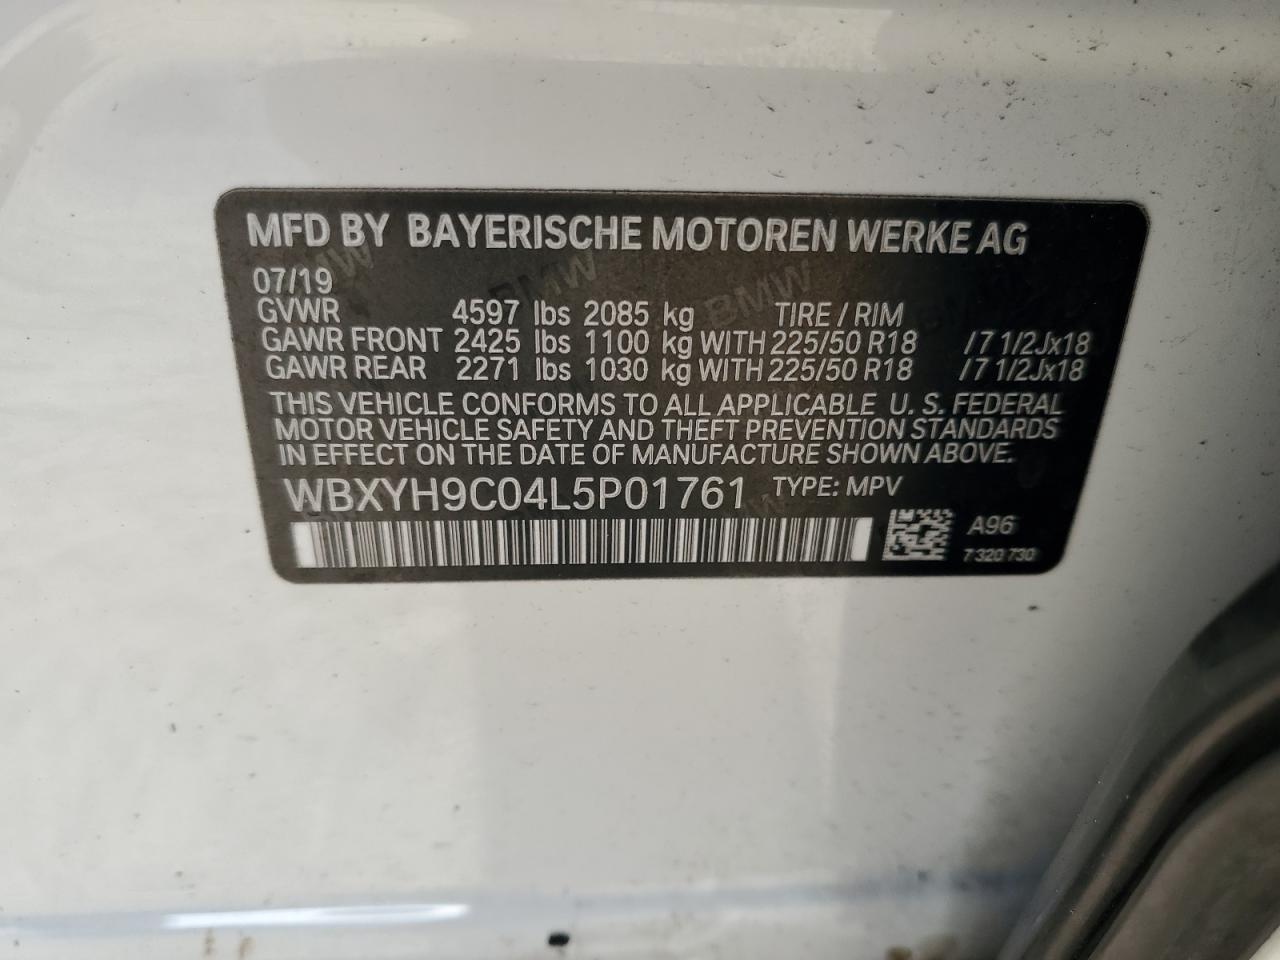 MFD BY BAYERISCHE MOTOREN WERKE AG
07/19
GVWR 4597 lbs 2085 kg TIRE / RIM
GAWR FRONT 2425 lbs 1100 kg WITH 225/50 R18 /7 1/2Jx18
GAWR REAR 2271 lbs 1030 kg WITH 225/50 R18 /7 1/2Jx18
THIS VEHICLE CONFORMS TO ALL APPLICABLE U. S. FEDERAL
MOTOR VEHICLE SAFETY AND THEFT PREVENTION STANDARDS
IN EFFECT ON THE DATE OF MANUFACTURE SHOWN ABOVE.
WBXYH9C04L5P01761 TYPE: MPV
A96
7 320 730
BMW
BMW